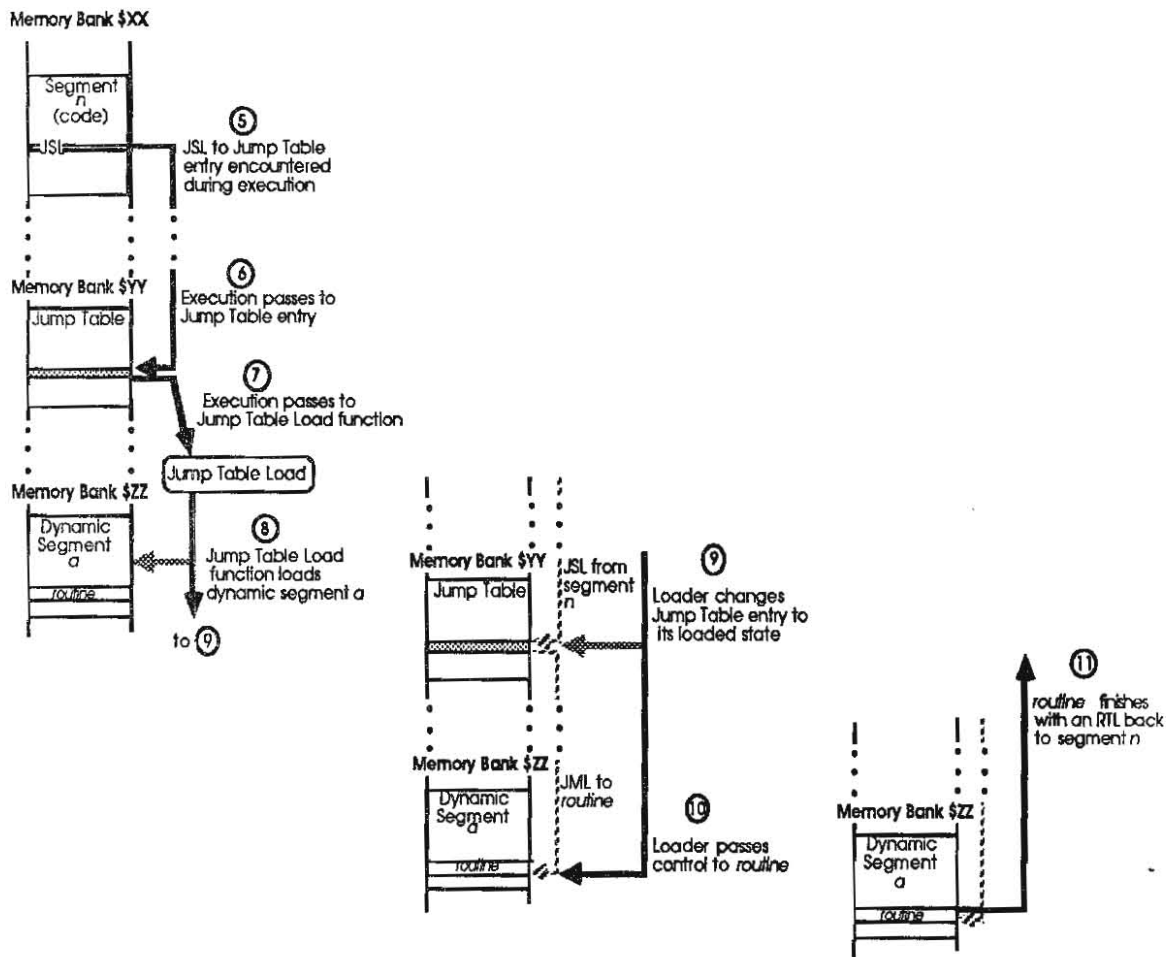 Memory Bank $XX
Segment
n
(code)
JSL
5
JSL to Jump Table
entry encountered
during execution
6
Memory Bank $YY
Execution passes to
Jump Table entry
Jump Table
7
Execution passes to
Jump Table Load function
Jump Table Load
Memory Bank $ZZ
Dynamic
Segment
a
routine
8
Jump Table Load
function loads
dynamic segment a
to 9
Memory Bank $YY
Jump Table
JSL from
segment
n
9
Loader changes
Jump Table entry to
its loaded state
Memory Bank $ZZ
JML to
routine
Dynamic
Segment
a
routine
10
Loader passes
control to routine
11
routine finishes
with an RTL back
to segment n
Memory Bank $ZZ
Dynamic
Segment
a
routine